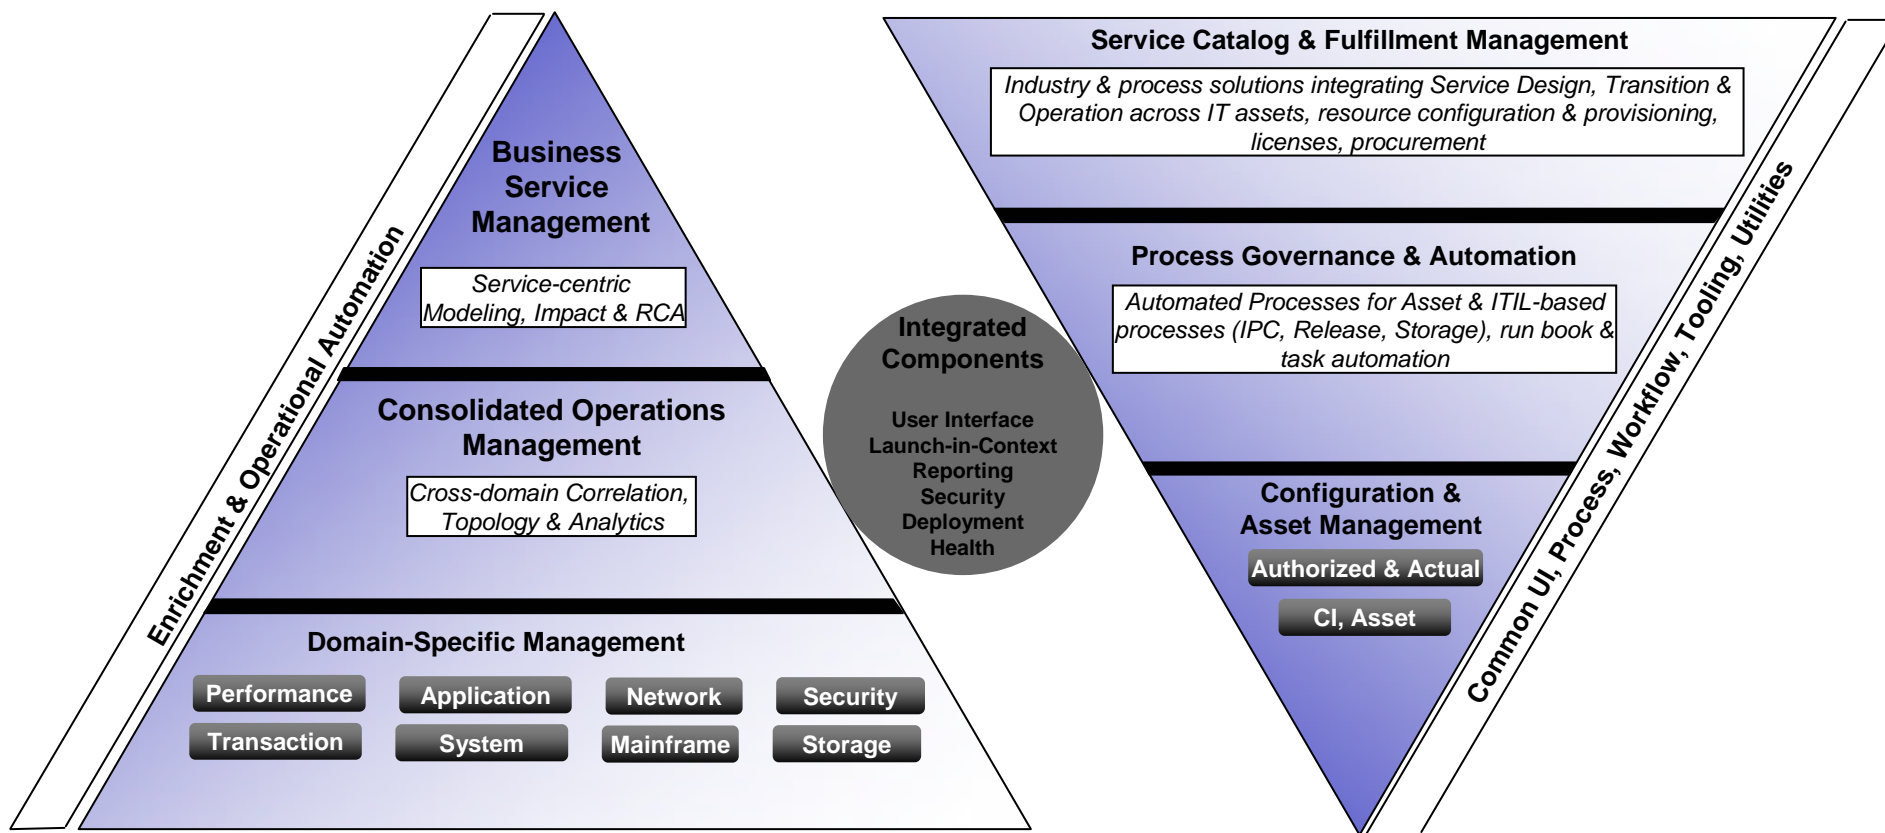 Enrichment & Operational Automation
Business
Service
Management
Service-centric
Modeling, Impact & RCA
Consolidated Operations
Management
Cross-domain Correlation,
Topology & Analytics
Domain-Specific Management
Performance
Application
Network
Security
Transaction
System
Mainframe
Storage
Integrated
Components
User Interface
Launch-in-Context
Reporting
Security
Deployment
Health
Service Catalog & Fulfillment Management
Industry & process solutions integrating Service Design, Transition &
Operation across IT assets, resource configuration & provisioning,
licenses, procurement
Process Governance & Automation
Automated Processes for Asset & ITIL-based
processes (IPC, Release, Storage), run book &
task automation
Configuration &
Asset Management
Authorized & Actual
CI, Asset
Common UI, Process, Workflow, Tooling, Utilities